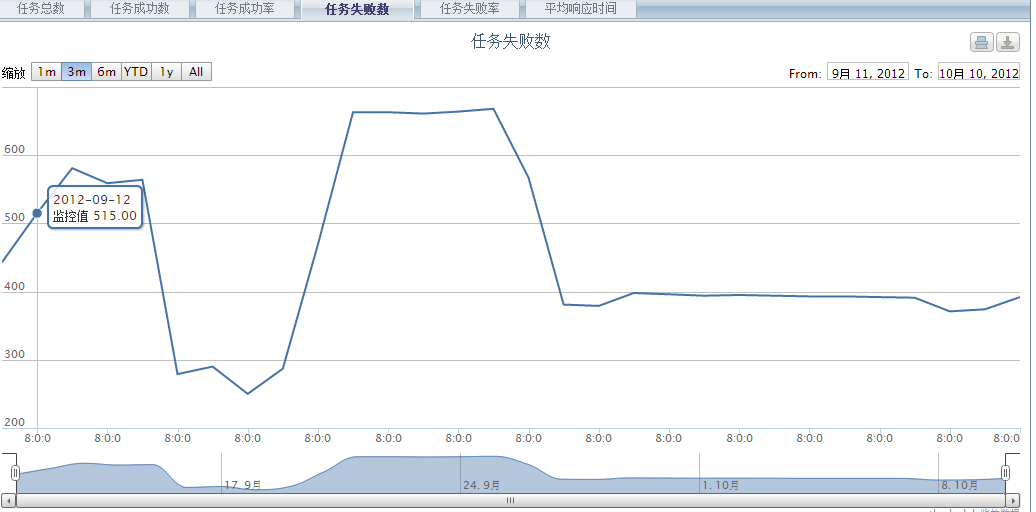 任务总数 任务成功数 任务成功率 任务失败数 任务失败率 平均响应时间
任务失败数
缩放 1m 3m 6m YTD 1y All From: 9月 11, 2012 To: 10月 10, 2012
600
2012-09-12
监控值 515.00
500
400
300
200
8:0:0 8:0:0 8:0:0 8:0:0 8:0:0 8:0:0 8:0:0 8:0:0 8:0:0 8:0:0 8:0:0 8:0:0 8:0:0 8:0:0 8:0:0
17. 9月 24. 9月 1. 10月 8. 10月